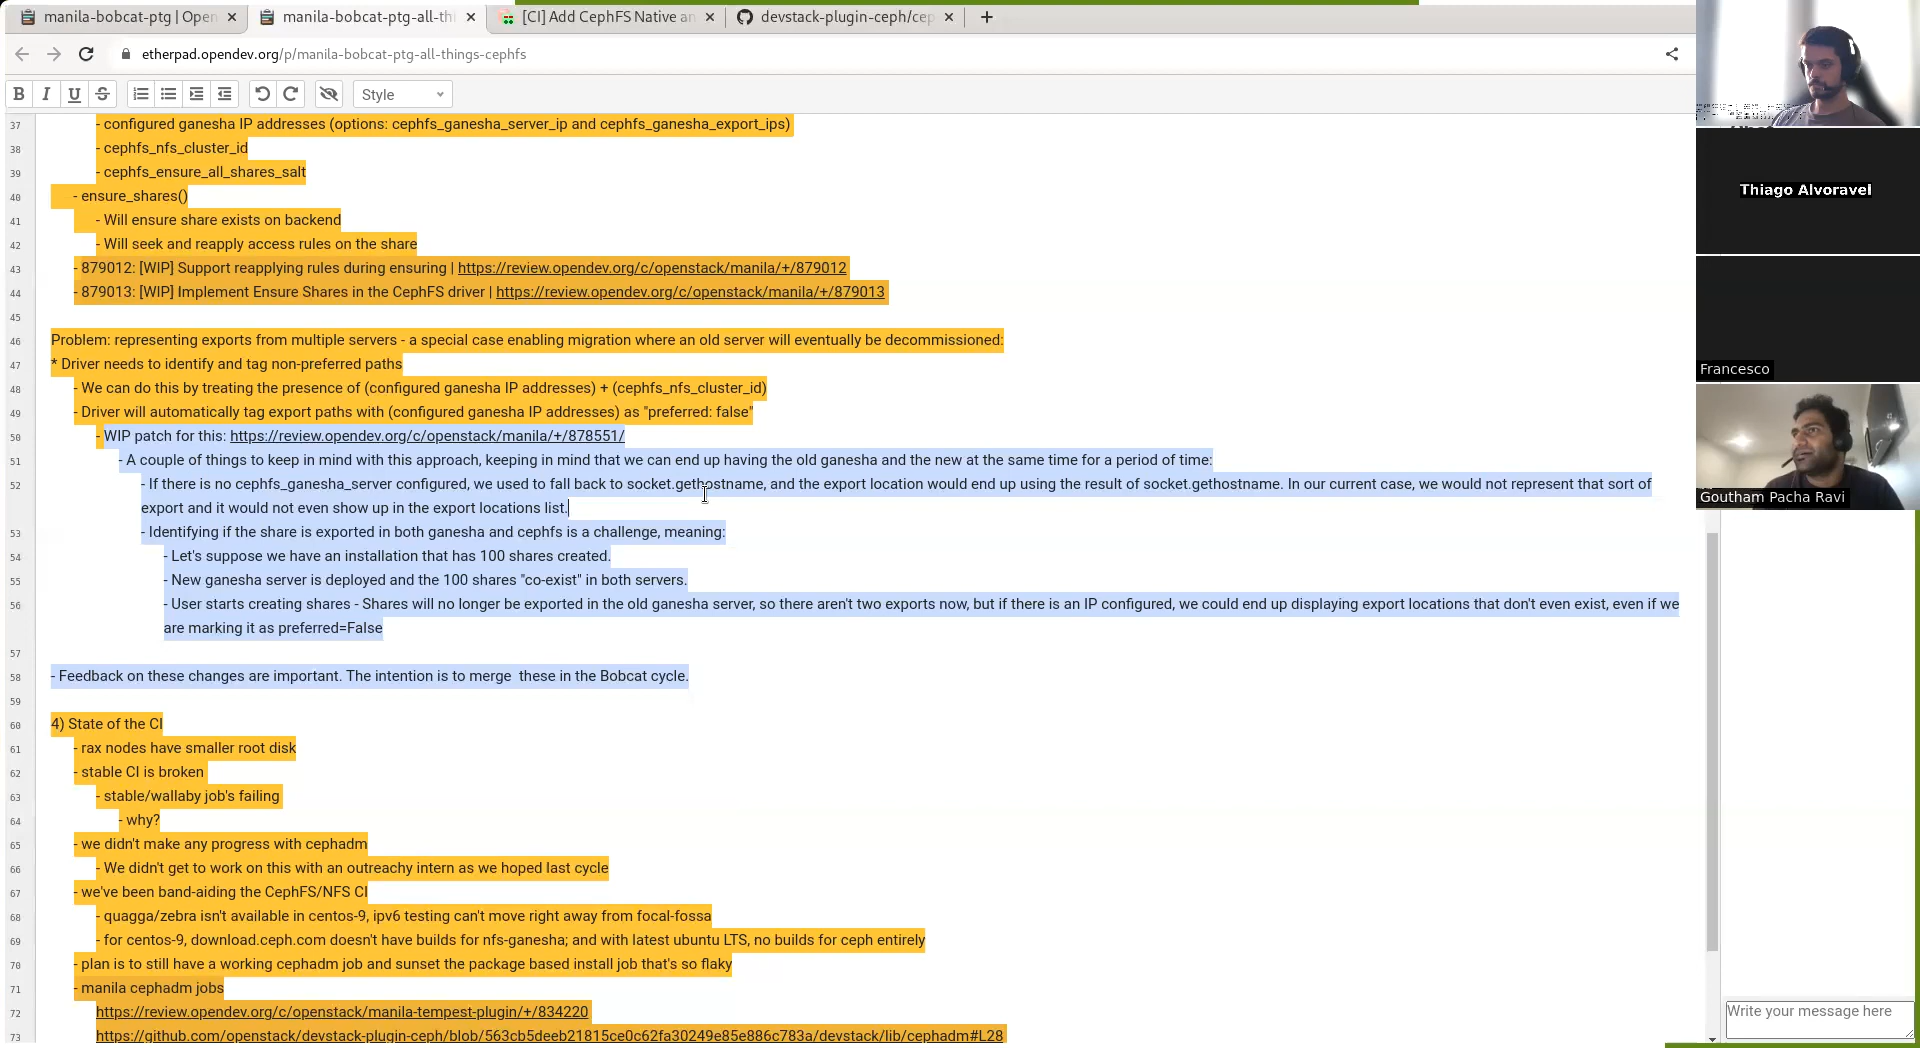 manila-bobcat-ptg | Open
manila-bobcat-ptg-all-thi
[CI] Add CephFS Native an
devstack-plugin-ceph/cep
etherpad.opendev.org/p/manila-bobcat-ptg-all-things-cephfs
B I U S Style
37 - configured ganesha IP addresses (options: cephfs_ganesha_server_ip and cephfs_ganesha_export_ips)
38 - cephfs_nfs_cluster_id
39 - cephfs_ensure_all_shares_salt
40 - ensure_shares()
41 - Will ensure share exists on backend
42 - Will seek and reapply access rules on the share
43 - 879012: [WIP] Support reapplying rules during ensuring | https://review.opendev.org/c/openstack/manila/+/879012
44 - 879013: [WIP] Implement Ensure Shares in the CephFS driver | https://review.opendev.org/c/openstack/manila/+/879013
45
46 Problem: representing exports from multiple servers - a special case enabling migration where an old server will eventually be decommissioned:
47 * Driver needs to identify and tag non-preferred paths
48 - We can do this by treating the presence of (configured ganesha IP addresses) + (cephfs_nfs_cluster_id)
49 - Driver will automatically tag export paths with (configured ganesha IP addresses) as "preferred: false"
50 - WIP patch for this: https://review.opendev.org/c/openstack/manila/+/878551/
51 - A couple of things to keep in mind with this approach, keeping in mind that we can end up having the old ganesha and the new at the same time for a period of time:
52 - If there is no cephfs_ganesha_server configured, we used to fall back to socket.gethostname, and the export location would end up using the result of socket.gethostname. In our current case, we would not represent that sort of
export and it would not even show up in the export locations list.
53 - Identifying if the share is exported in both ganesha and cephfs is a challenge, meaning:
54 - Let's suppose we have an installation that has 100 shares created.
55 - New ganesha server is deployed and the 100 shares "co-exist" in both servers.
56 - User starts creating shares - Shares will no longer be exported in the old ganesha server, so there aren't two exports now, but if there is an IP configured, we could end up displaying export locations that don't even exist, even if we
are marking it as preferred=False
57
58 - Feedback on these changes are important. The intention is to merge  these in the Bobcat cycle.
59
60 4) State of the CI
61 - rax nodes have smaller root disk
62 - stable CI is broken
63 - stable/wallaby job's failing
64 - why?
65 - we didn't make any progress with cephadm
66 - We didn't get to work on this with an outreachy intern as we hoped last cycle
67 - we've been band-aiding the CephFS/NFS CI
68 - quagga/zebra isn't available in centos-9, ipv6 testing can't move right away from focal-fossa
69 - for centos-9, download.ceph.com doesn't have builds for nfs-ganesha; and with latest ubuntu LTS, no builds for ceph entirely
70 - plan is to still have a working cephadm job and sunset the package based install job that's so flaky
71 - manila cephadm jobs
72 https://review.opendev.org/c/openstack/manila-tempest-plugin/+/834220
73 https://github.com/openstack/devstack-plugin-ceph/blob/563cb5deeb21815ce0c62fa30249e85e886c783a/devstack/lib/cephadm#L28
Thiago Alvoravel
Francesco
Goutham Pacha Ravi
Write your message here